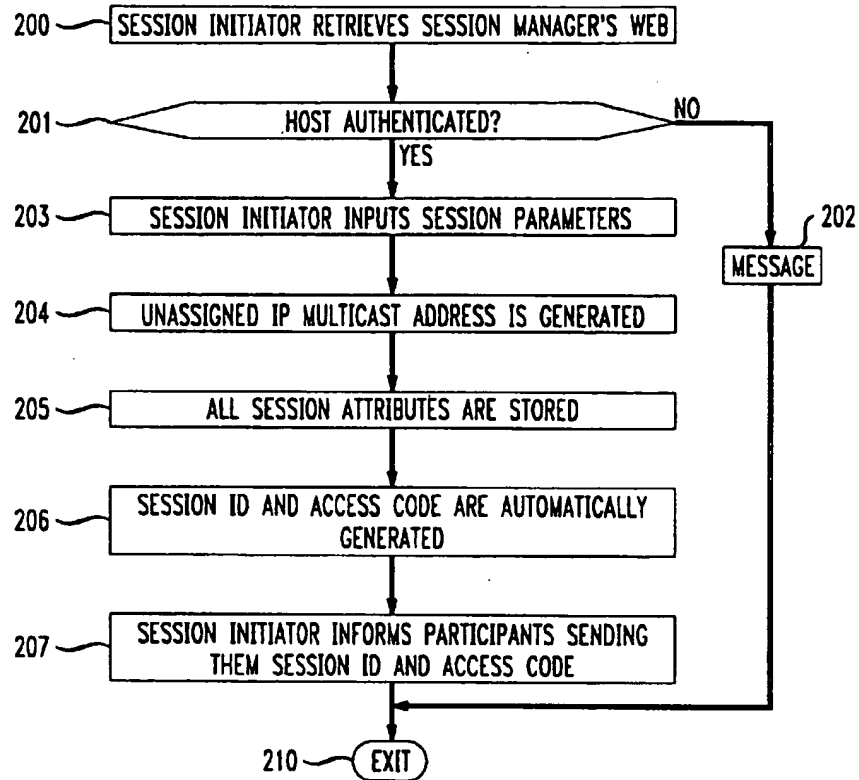 200
SESSION INITIATOR RETRIEVES SESSION MANAGER'S WEB
201
HOST AUTHENTICATED?
NO
YES
203
SESSION INITIATOR INPUTS SESSION PARAMETERS
202
MESSAGE
204
UNASSIGNED IP MULTICAST ADDRESS IS GENERATED
205
ALL SESSION ATTRIBUTES ARE STORED
206
SESSION ID AND ACCESS CODE ARE AUTOMATICALLY
GENERATED
207
SESSION INITIATOR INFORMS PARTICIPANTS SENDING
THEM SESSION ID AND ACCESS CODE
210
EXIT